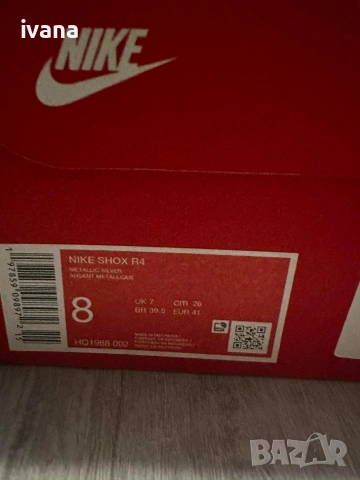 ivana
NIKE
NIKE SHOX R4
METALLIC SILVER
ARGENT METALLIQUE
8
UK 7 CM 26
BR 39.5 EUR 41
HQ1988 002
BAZAR
bg